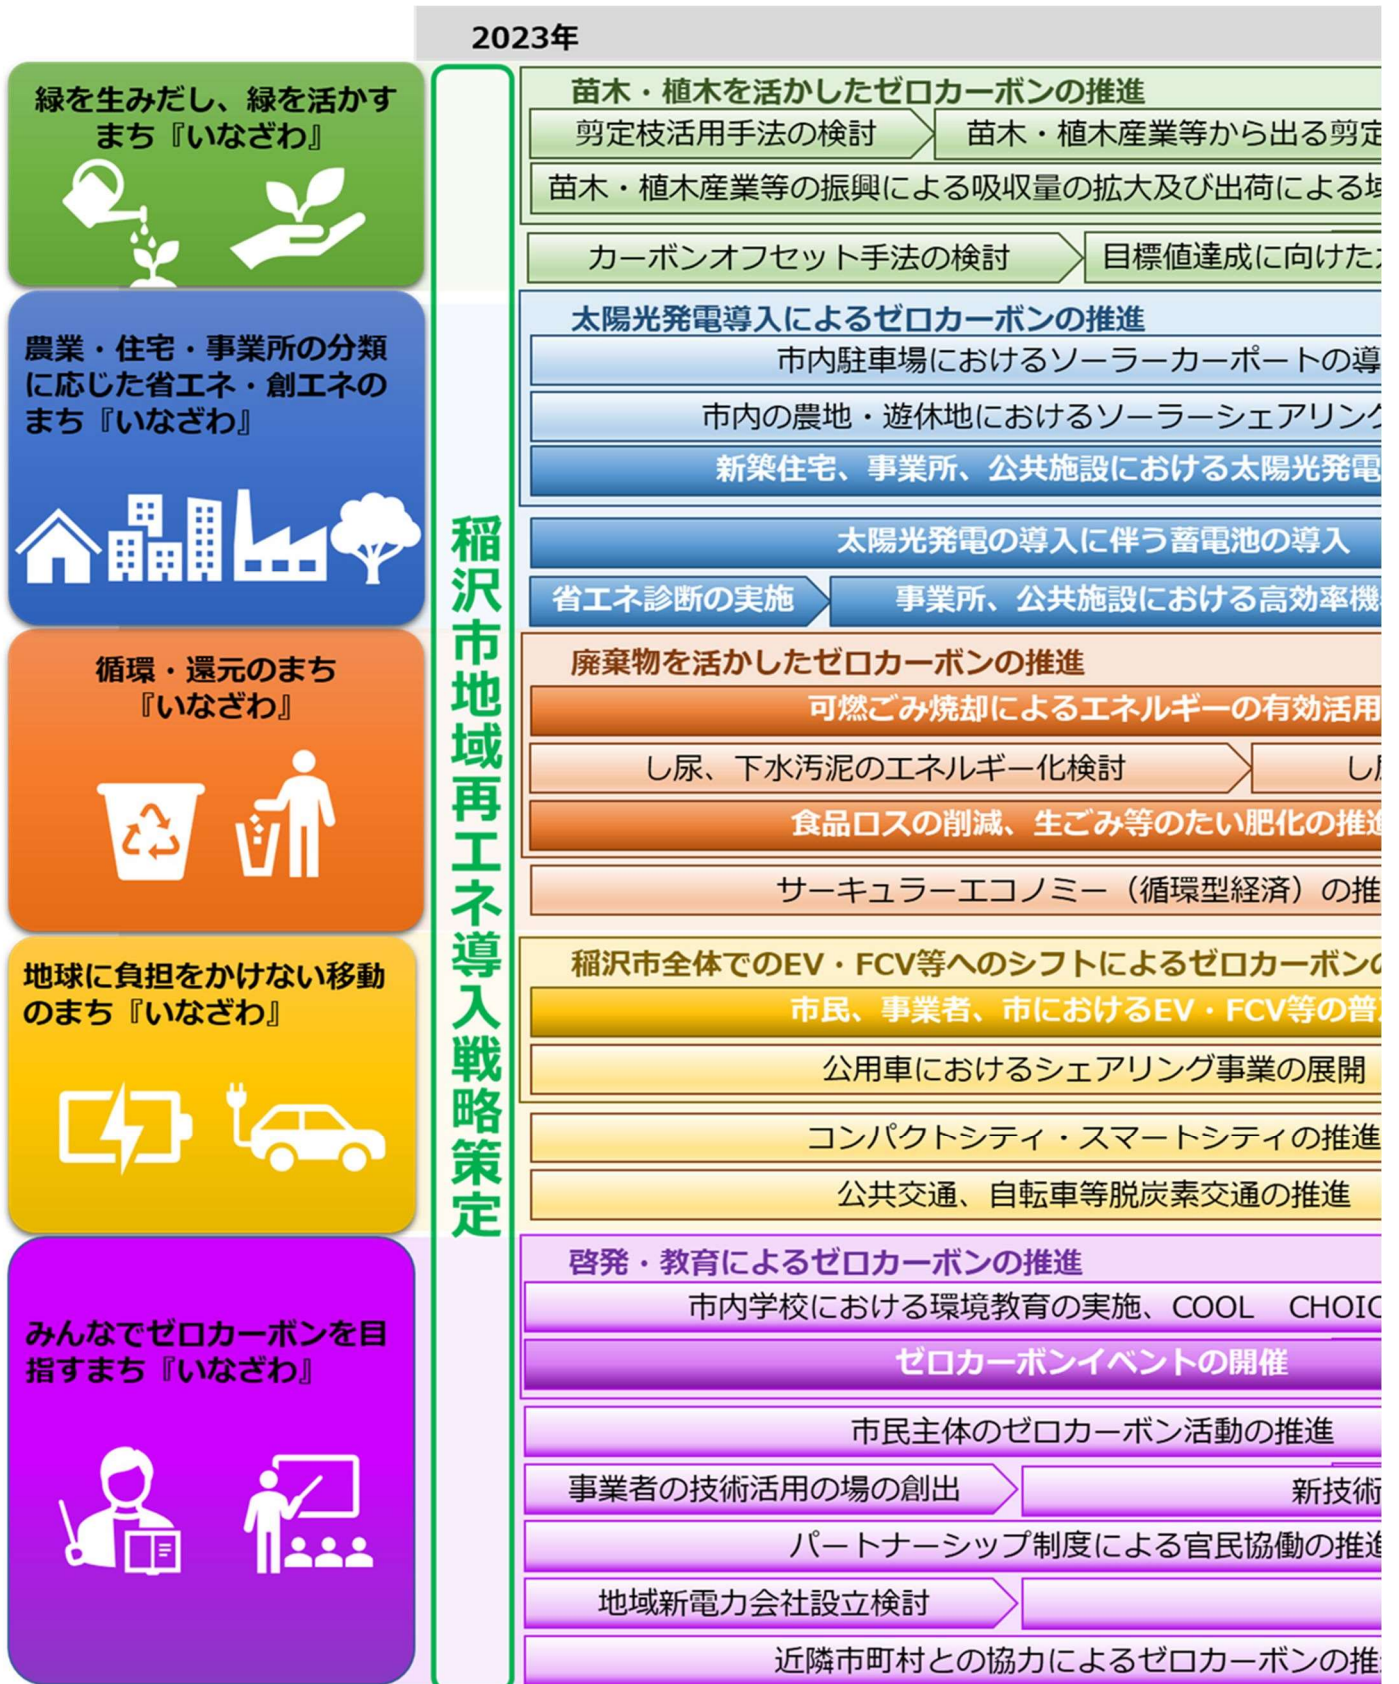 2023年
緑を生みだし、緑を活かす
まち『いなざわ』
苗木・植木を活かしたゼロカーボンの推進
剪定枝活用手法の検討
苗木・植木産業等から出る剪定
苗木・植木産業等の振興による吸収量の拡大及び出荷による
カーボンオフセット手法の検討
目標値達成に向けた
農業・住宅・事業所の分類
に応じた省エネ・創エネの
まち『いなざわ』
太陽光発電導入によるゼロカーボンの推進
市内駐車場におけるソーラーカーポートの導
市内の農地・遊休地におけるソーラーシェアリング
新築住宅、事業所、公共施設における太陽光発電
太陽光発電の導入に伴う蓄電池の導入
省エネ診断の実施
事業所、公共施設における高効率機
稲沢市地域再エネ導入戦略策定
循環・還元のまち
『いなざわ』
廃棄物を活かしたゼロカーボンの推進
可燃ごみ焼却によるエネルギーの有効活用
し尿、下水汚泥のエネルギー化検討
し
食品ロスの削減、生ごみ等のたい肥化の推進
サーキュラーエコノミー（循環型経済）の推
地球に負担をかけない移動
のまち『いなざわ』
稲沢市全体でのEV・FCV等へのシフトによるゼロカーボンの
市民、事業者、市におけるEV・FCV等の普
公用車におけるシェアリング事業の展開
コンパクトシティ・スマートシティの推進
公共交通、自転車等脱炭素交通の推進
みんなでゼロカーボンを目
指すまち『いなざわ』
啓発・教育によるゼロカーボンの推進
市内学校における環境教育の実施、COOL CHOIC
ゼロカーボンイベントの開催
市民主体のゼロカーボン活動の推進
事業者の技術活用の場の創出
新技術
パートナーシップ制度による官民協働の推進
地域新電力会社設立検討
近隣市町村との協力によるゼロカーボンの推